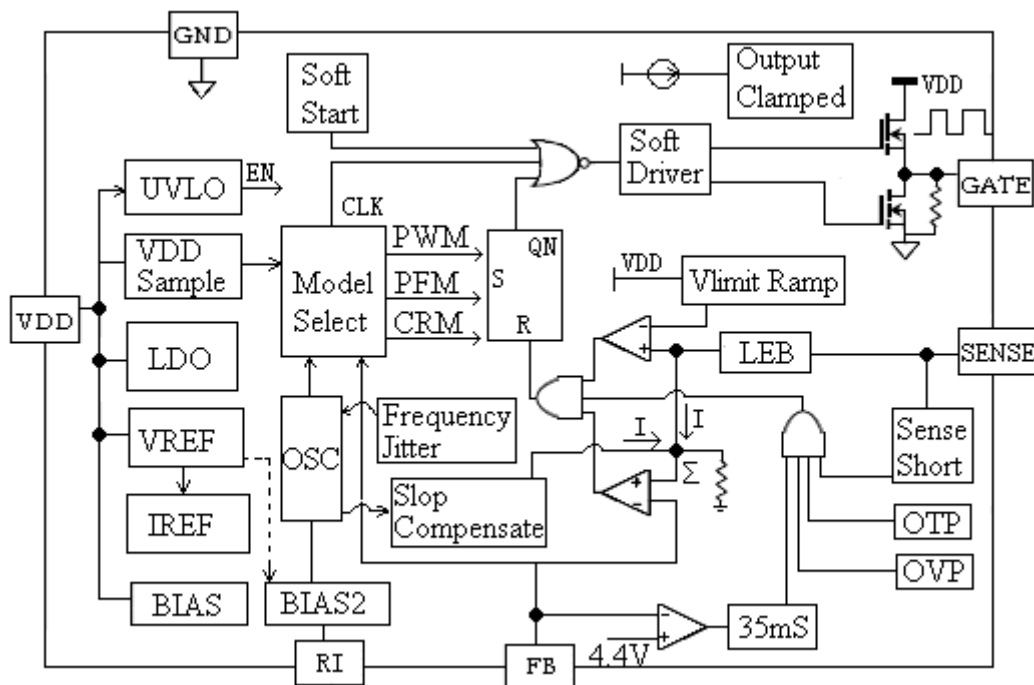 GND
Soft
Start
Output
Clamped
VDD
UVLO
EN
Soft
Driver
GATE
CLK
VDD
Sample
Model
Select
PWM
PFM
CRM
QN
S
R
VDD
Vlimit Ramp
VDD
LDO
-
+
LEB
SENSE
VREF
OSC
Frequency
Jitter
I
I
Σ
Sense
Short
IREF
Slop
Compensate
+
-
OTP
OVP
BIAS
BIAS2
-
+
4.4V
35mS
RI
FB